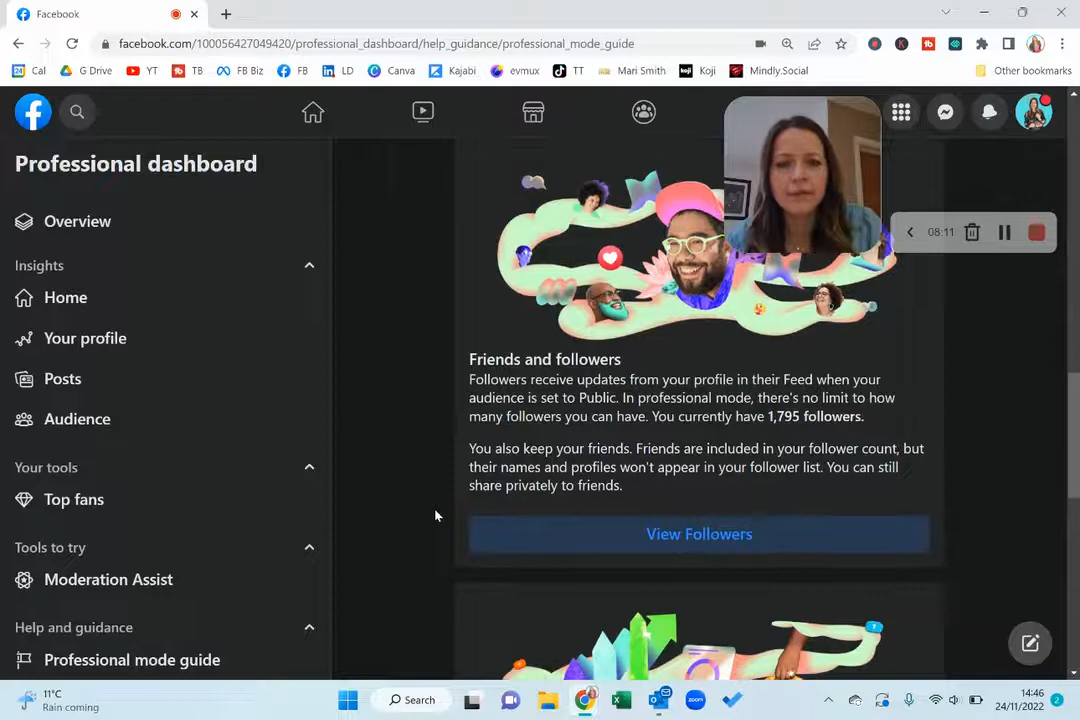 Facebook
facebook.com/100056427049420/professional_dashboard/help_guidance/professional_mode_guide
Cal
G Drive
YT
TB
FB Biz
FB
LD
Canva
Kajabi
evmux
TT
Mari Smith
Koji
Mindly.Social
Other bookmarks
Professional dashboard
Overview
Insights
Home
Your profile
Posts
Audience
Your tools
Top fans
Tools to try
Moderation Assist
Help and guidance
Professional mode guide
08:11
Friends and followers
Followers receive updates from your profile in their Feed when your
audience is set to Public. In professional mode, there's no limit to how
many followers you can have. You currently have 1,795 followers.
You also keep your friends. Friends are included in your follower count, but
their names and profiles won't appear in your follower list. You can still
share privately to friends.
View Followers
11°C
Rain coming
Search
zoom
14:46
24/11/2022
2